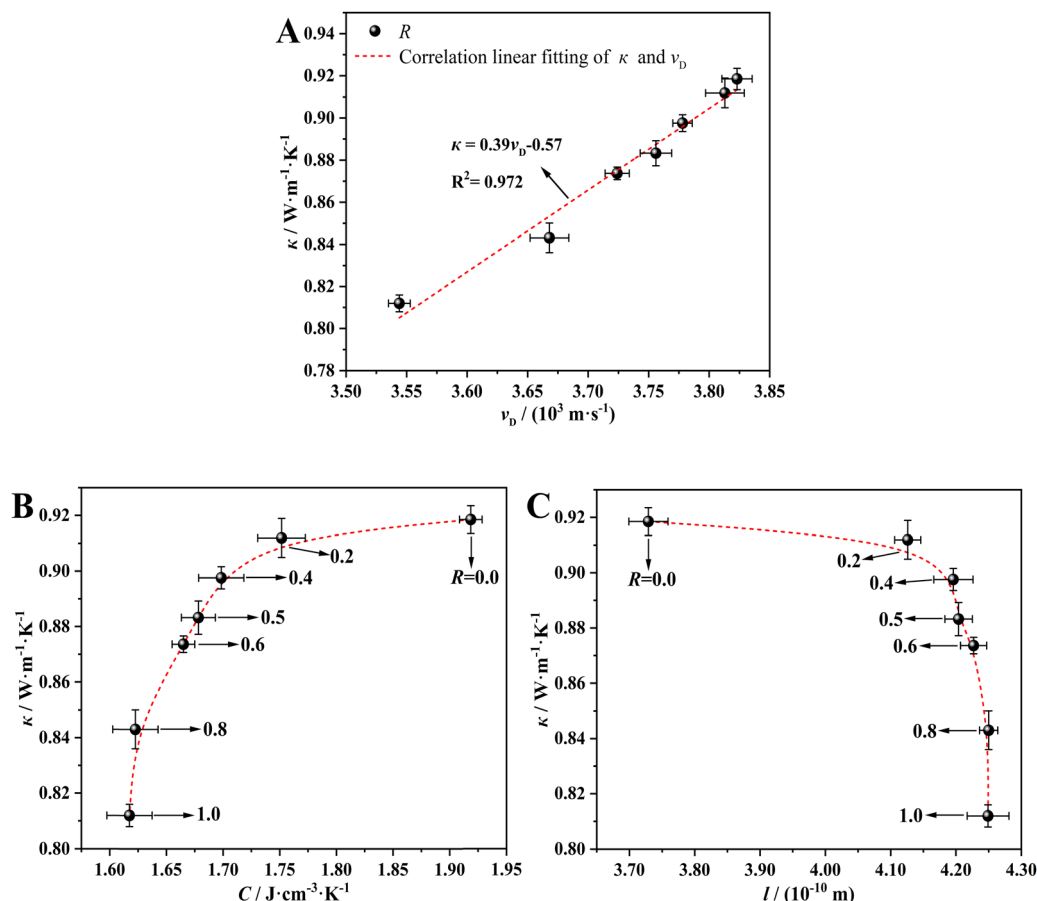 A
R
Correlation linear fitting of κ and vD
κ = 0.39vD-0.57
R²= 0.972
0.94
0.92
0.90
0.88
0.86
0.84
0.82
0.80
0.78
κ / W·m⁻¹·K⁻¹
3.50 3.55 3.60 3.65 3.70 3.75 3.80 3.85
vD / (10³ m·s⁻¹)
B
0.92
0.90
0.88
0.86
0.84
0.82
0.80
κ / W·m⁻¹·K⁻¹
R=0.0
0.2
0.4
0.5
0.6
0.8
1.0
1.60 1.65 1.70 1.75 1.80 1.85 1.90 1.95
C / J·cm⁻³·K⁻¹
C
0.92
0.90
0.88
0.86
0.84
0.82
0.80
κ / W·m⁻¹·K⁻¹
R=0.0
0.2
0.4
0.5
0.6
0.8
1.0
3.70 3.80 3.90 4.00 4.10 4.20 4.30
l / (10⁻¹⁰ m)